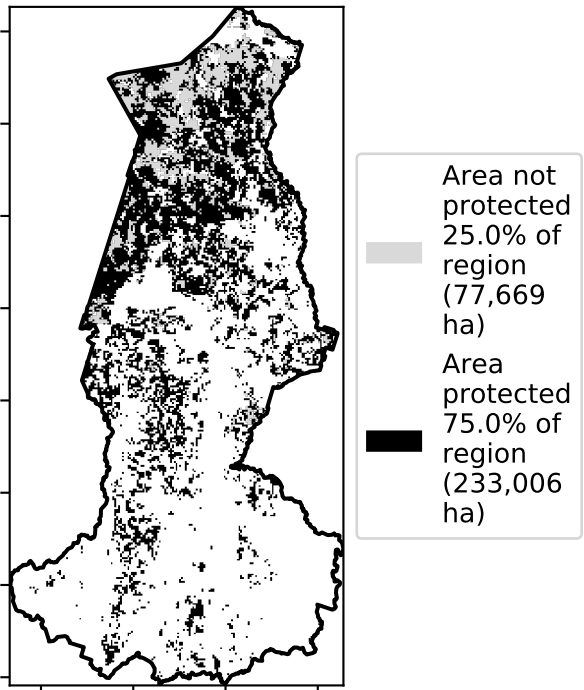 Area not
protected
25.0% of
region
(77,669
ha)
Area
protected
75.0% of
region
(233,006
ha)